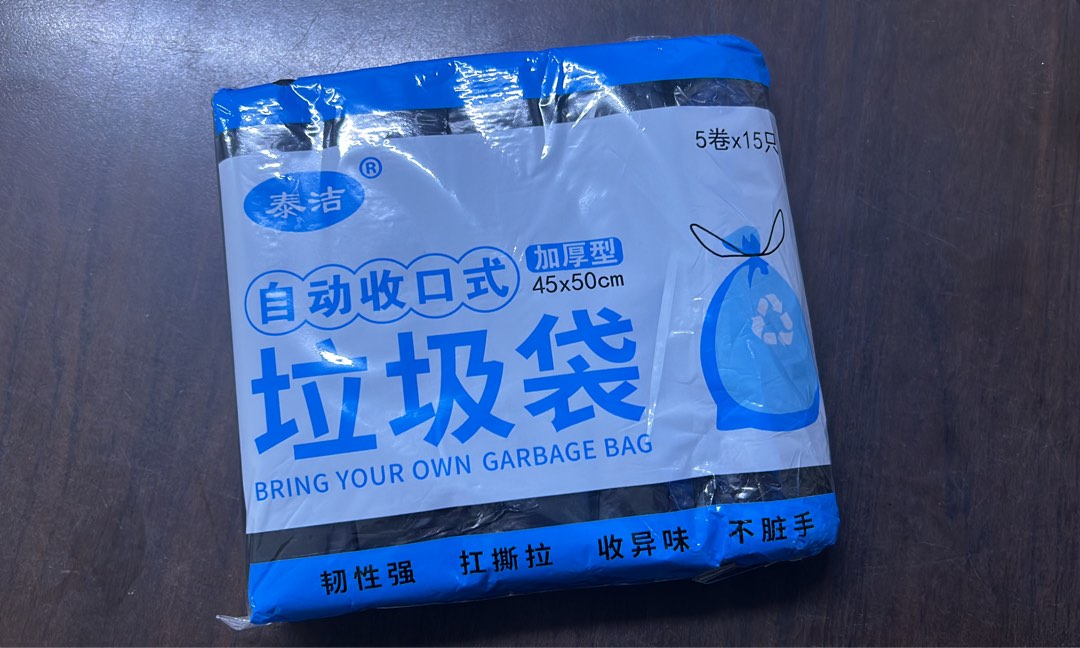 5卷x15只
泰洁®
自动收口式
加厚型
45x50cm
垃圾袋
BRING YOUR OWN GARBAGE BAG
韧性强 扛撕拉 收异味 不脏手